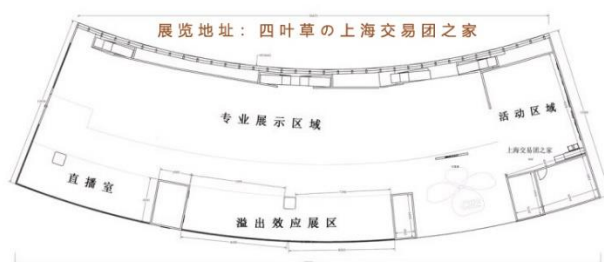 展览地址：四叶草の上海交易团之家
专业展示区域
活动区域
上海交易团之家
直播室
溢出效应展区